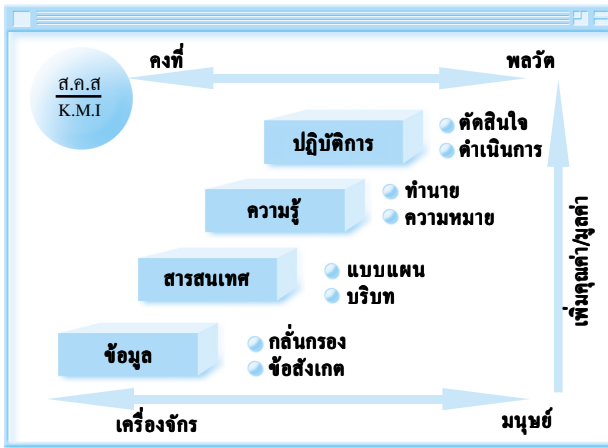 คงที่ พลวัต
ส.ค.ส
K.M.I
ปฏิบัติการ
ตัดสินใจ
ดำเนินการ
ความรู้
ทำนาย
ความหมาย
สารสนเทศ
แบบแผน
บริบท
ข้อมูล
กลั่นกรอง
ข้อสังเกต
เพิ่มคุณค่า/มูลค่า
เครื่องจักร มนุษย์